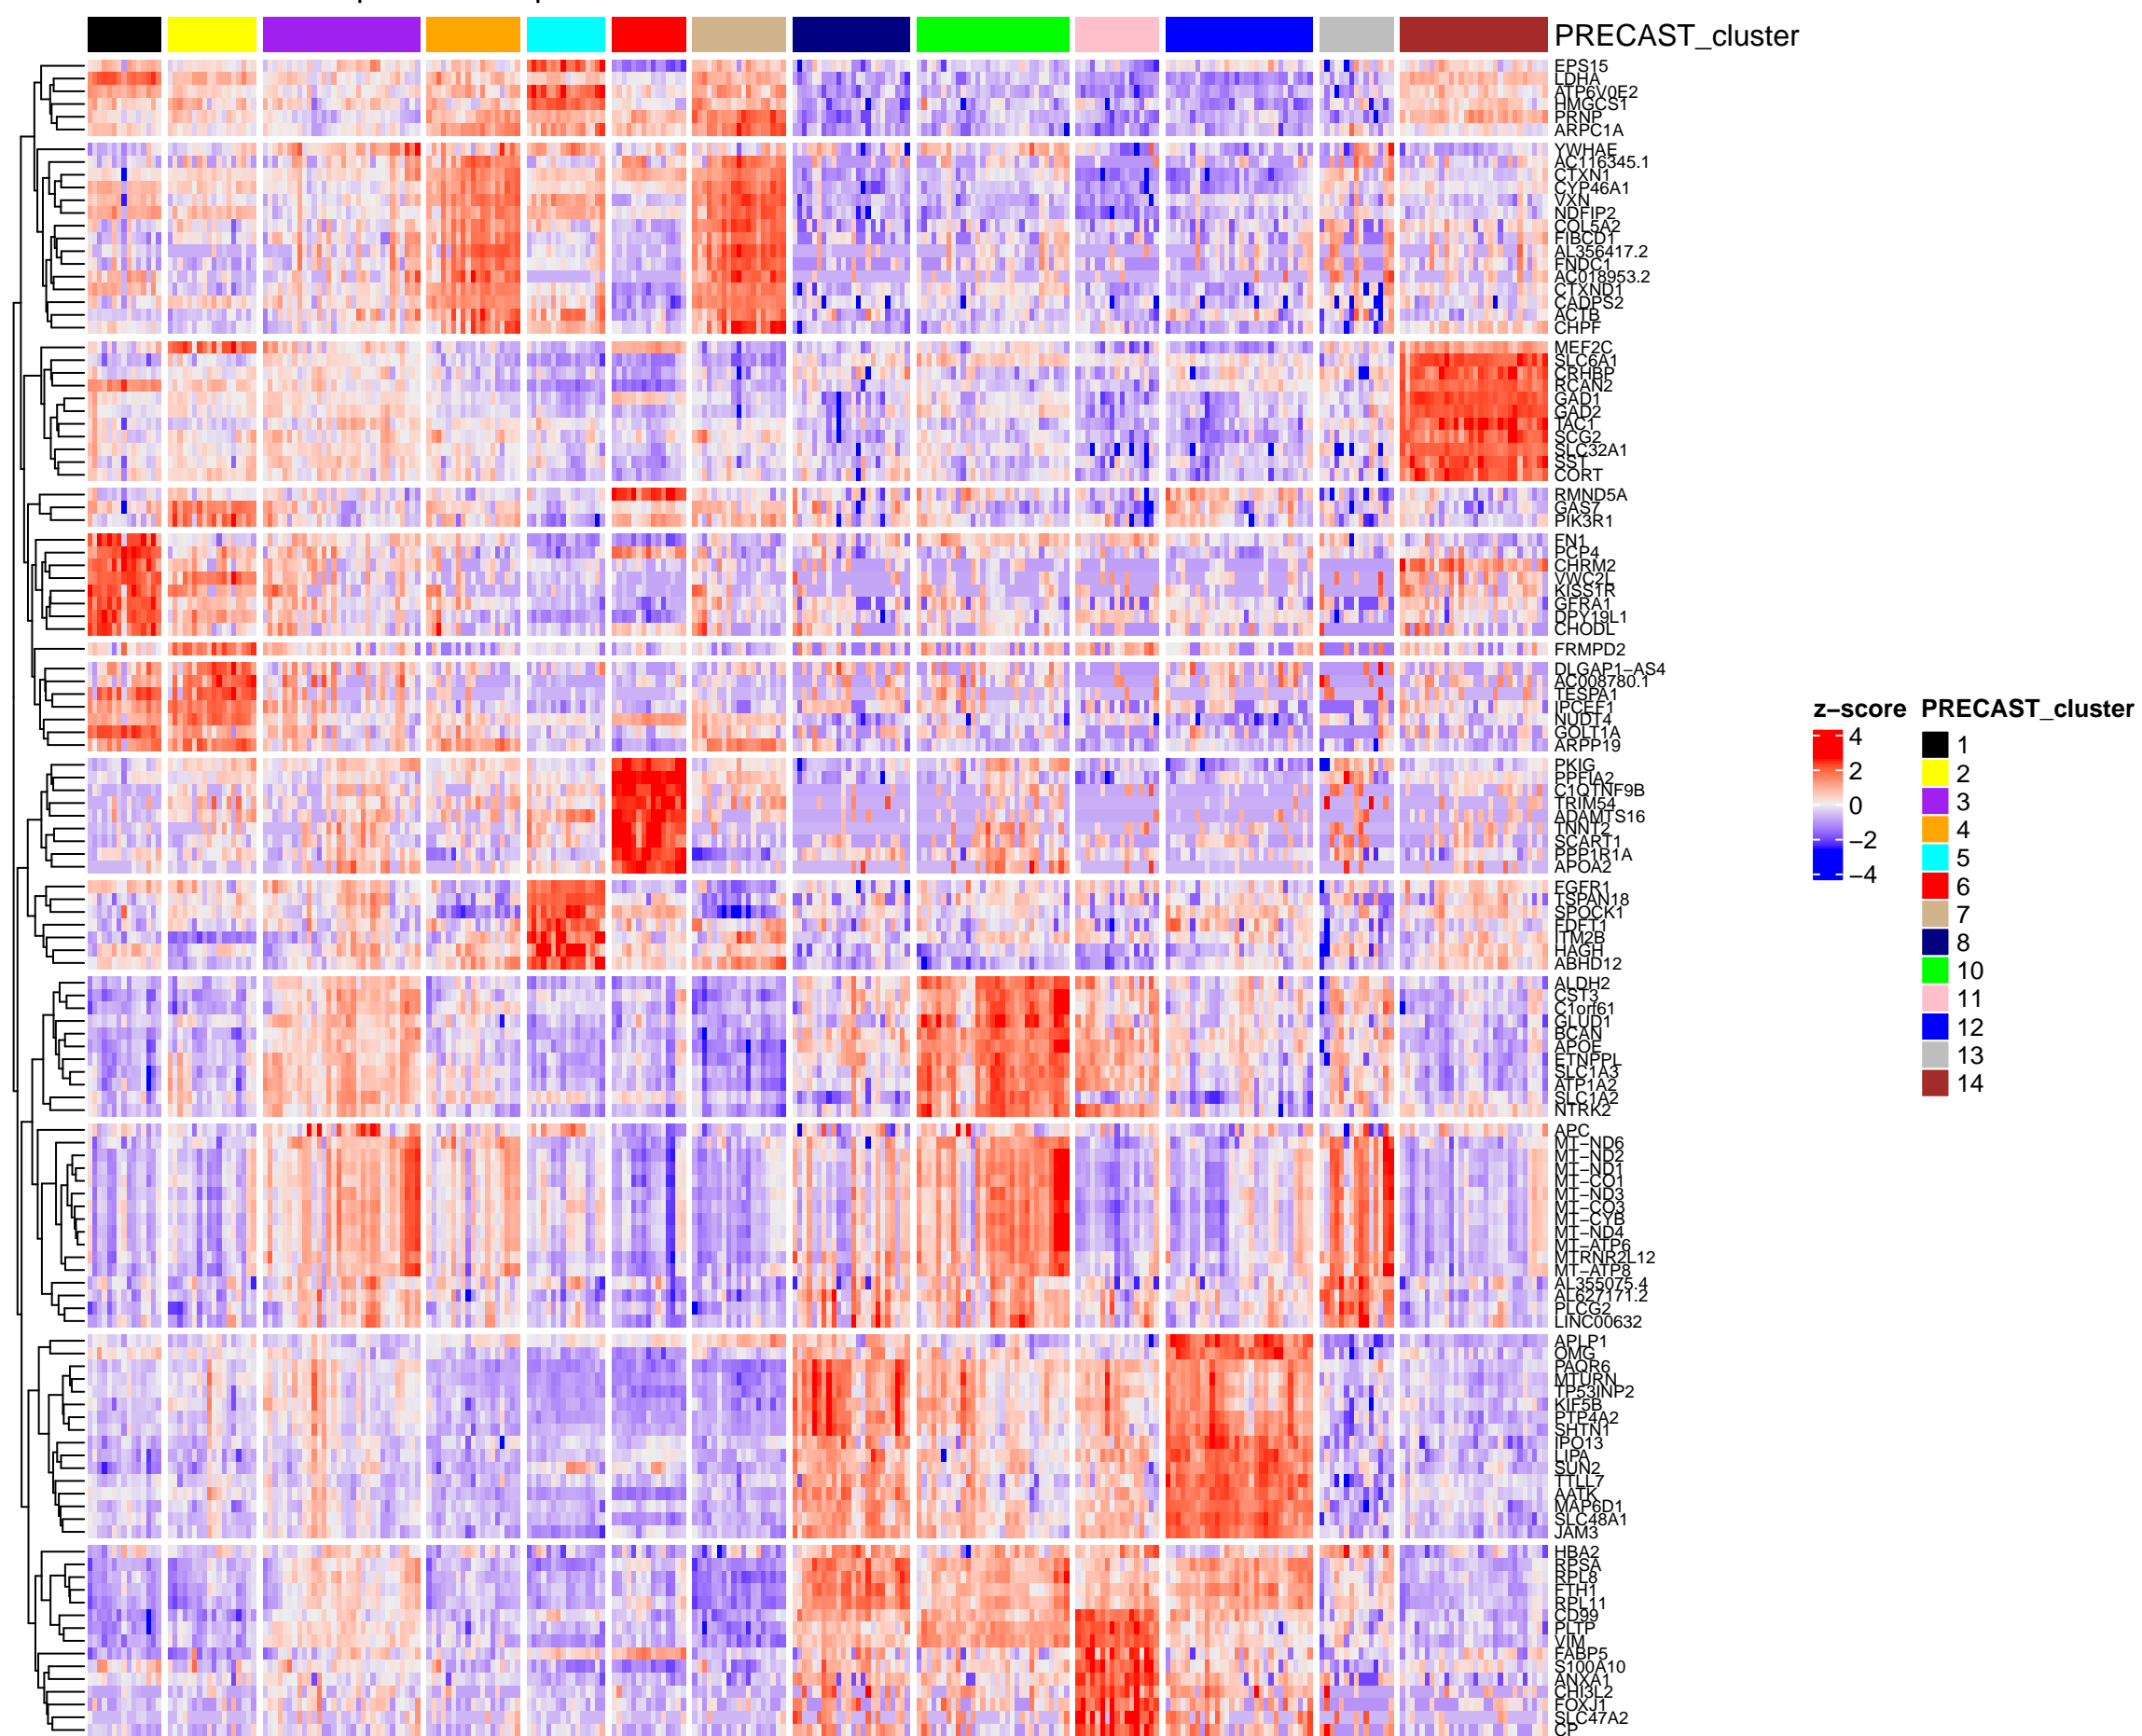 PRECAST_cluster
EPS15
LDHA
ATP6V0E2
HMGCS1
PRNP
ARPC1A
YWHAE
AC116345.1
CTXN1
CYP46A1
VXN
NDFIP2
COL5A2
FIBCD1
AL356417.2
FNDC1
AC018953.2
CTXND1
CADPS2
ACTB
CHPF
MEF2C
SLC6A1
CRHBP
RCAN2
GAD1
GAD2
TAC1
SCG2
SLC32A1
SST
CORT
RMND5A
GAS7
PIK3R1
FN1
PCP4
CHRM2
VWC2L
KISS1R
GFRA1
DPY19L1
CHODL
FRMPD2
DLGAP1−AS4
AC008780.1
TESPA1
IPCEF1
NUDT4
GOLT1A
ARPP19
PKIG
PPFIA2
C1QTNF9B
TRIM54
ADAMTS16
TNNT2
SCART1
PPP1R1A
APOA2
FGFR1
TSPAN18
SPOCK1
FDFT1
ITM2B
HAGH
ABHD12
ALDH2
CST3
C1orf61
GLUD1
BCAN
APOE
ETNPPL
SLC1A3
ATP1A2
SLC1A2
NTRK2
APC
MT−ND6
MT−ND2
MT−ND1
MT−CO1
MT−ND3
MT−CO3
MT−CYB
MT−ND4
MT−ATP6
MTRNR2L12
MT−ATP8
AL355075.4
AL627171.2
PLCG2
LINC00632
APLP1
OMG
PAQR6
MTURN
TP53INP2
KIF5B
PTP4A2
SHTN1
IPO13
LIPA
SUN2
TTLL7
AATK
MAP6D1
SLC48A1
JAM3
HBA2
RPSA
RPL8
FTH1
RPL11
CD99
PLTP
VIM
FABP5
S100A10
ANXA1
CHI3L2
FOXJ1
SLC47A2
CP
z−score
4
2
0
−2
−4
PRECAST_cluster
1
2
3
4
5
6
7
8
10
11
12
13
14